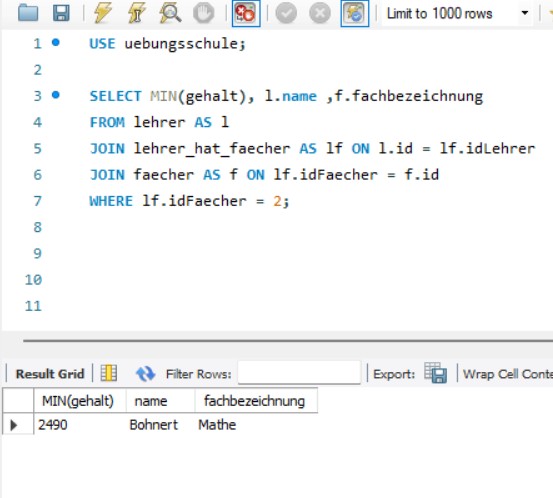 Limit to 1000 rows
1 USE uebungsschule;
2
3 SELECT MIN(gehalt), l.name ,f.fachbezeichnung
4 FROM lehrer AS l
5 JOIN lehrer_hat_faecher AS lf ON l.id = lf.idLehrer
6 JOIN faecher AS f ON lf.idFaecher = f.id
7 WHERE lf.idFaecher = 2;
8
9
10
11
Result Grid Filter Rows: Export: Wrap Cell Conte
MIN(gehalt) name fachbezeichnung
2490 Bohnert Mathe